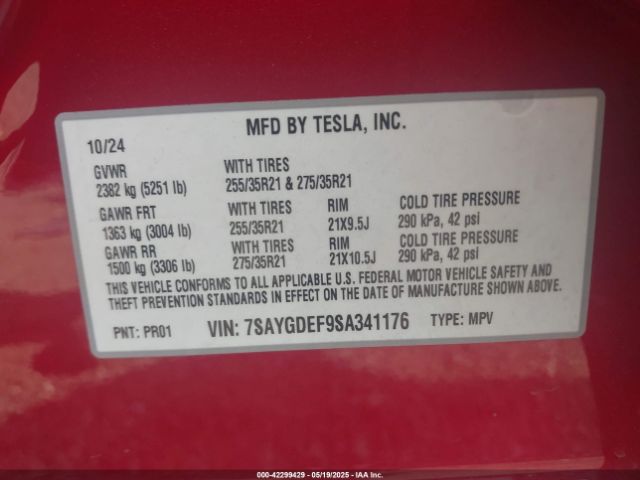 MFD BY TESLA, INC.
10/24
GVWR WITH TIRES
2382 kg (5251 lb) 255/35R21 & 275/35R21
GAWR FRT WITH TIRES RIM COLD TIRE PRESSURE
1363 kg (3004 lb) 255/35R21 21X9.5J 290 kPa, 42 psi
GAWR RR WITH TIRES RIM COLD TIRE PRESSURE
1500 kg (3306 lb) 275/35R21 21X10.5J 290 kPa, 42 psi
THIS VEHICLE CONFORMS TO ALL APPLICABLE U.S. FEDERAL MOTOR VEHICLE SAFETY AND
THEFT PREVENTION STANDARDS IN EFFECT ON THE DATE OF MANUFACTURE SHOWN ABOVE.
PNT: PR01 VIN: 7SAYGDEF9SA341176 TYPE: MPV
000-42299429 - 05/19/2025 - IAA Inc.